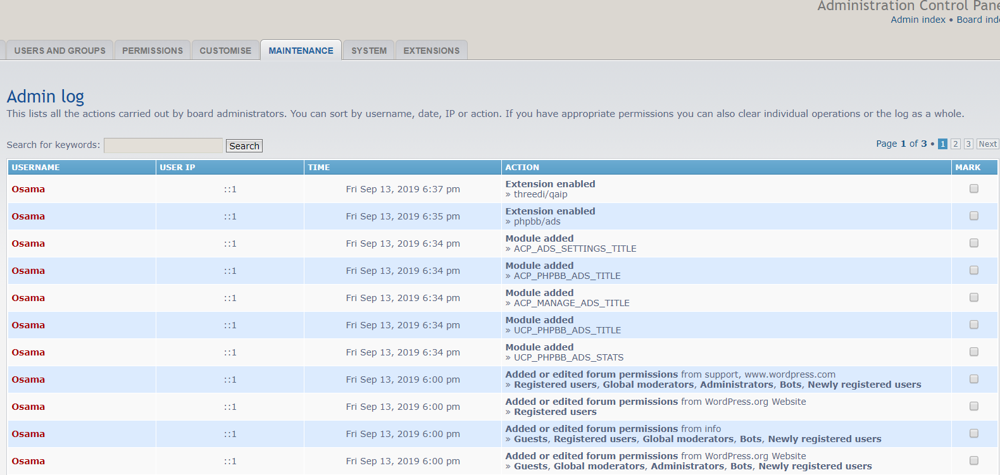 Administration Control Pane
Admin index • Board inde
USERS AND GROUPS PERMISSIONS CUSTOMISE MAINTENANCE SYSTEM EXTENSIONS
Admin log
This lists all the actions carried out by board administrators. You can sort by username, date, IP or action. If you have appropriate permissions you can also clear individual operations or the log as a whole.
Search for keywords: Search Page 1 of 3 • 1 2 3 Next
USERNAME USER IP TIME ACTION MARK
Osama ::1 Fri Sep 13, 2019 6:37 pm Extension enabled
» threedi/qaip
Osama ::1 Fri Sep 13, 2019 6:35 pm Extension enabled
» phpbb/ads
Osama ::1 Fri Sep 13, 2019 6:34 pm Module added
» ACP_ADS_SETTINGS_TITLE
Osama ::1 Fri Sep 13, 2019 6:34 pm Module added
» ACP_PHPBB_ADS_TITLE
Osama ::1 Fri Sep 13, 2019 6:34 pm Module added
» ACP_MANAGE_ADS_TITLE
Osama ::1 Fri Sep 13, 2019 6:34 pm Module added
» UCP_PHPBB_ADS_TITLE
Osama ::1 Fri Sep 13, 2019 6:34 pm Module added
» UCP_PHPBB_ADS_STATS
Osama ::1 Fri Sep 13, 2019 6:00 pm Added or edited forum permissions from support, www.wordpress.com
» Registered users, Global moderators, Administrators, Bots, Newly registered users
Osama ::1 Fri Sep 13, 2019 6:00 pm Added or edited forum permissions from WordPress.org Website
» Registered users
Osama ::1 Fri Sep 13, 2019 6:00 pm Added or edited forum permissions from info
» Guests, Registered users, Global moderators, Bots, Newly registered users
Osama ::1 Fri Sep 13, 2019 6:00 pm Added or edited forum permissions from WordPress.org Website
» Guests, Global moderators, Administrators, Bots, Newly registered users